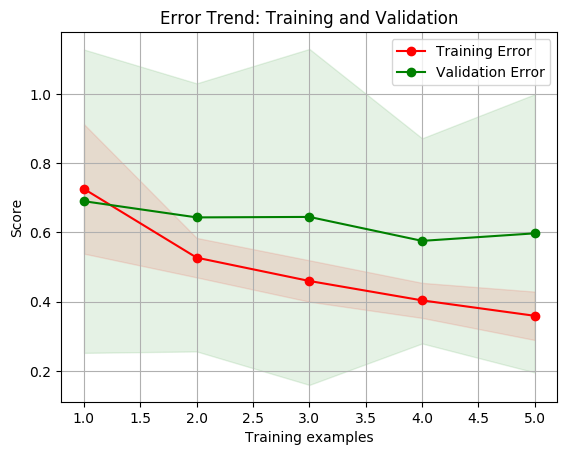 Error Trend: Training and Validation
Training Error
Validation Error
Score
1.0
0.8
0.6
0.4
0.2
1.0 1.5 2.0 2.5 3.0 3.5 4.0 4.5 5.0
Training examples